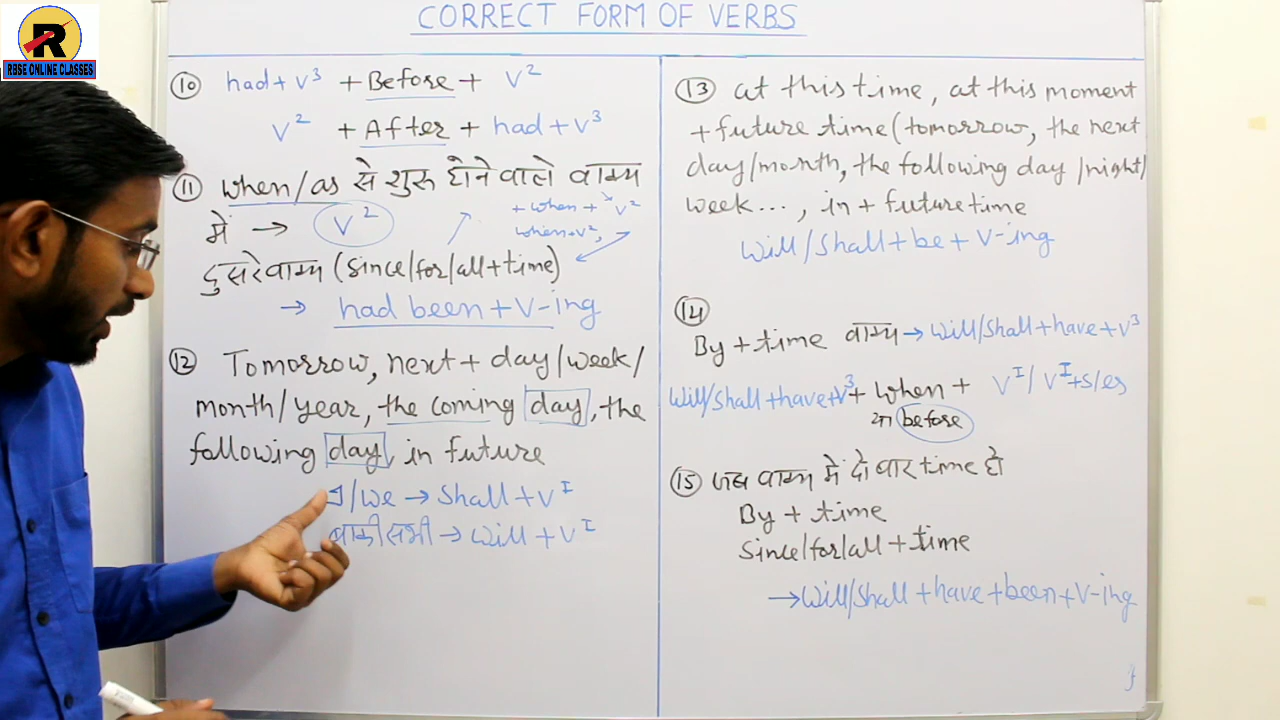 R
RBSE ONLINE CLASSES
CORRECT FORM OF VERBS
⑩ had + V³ + Before + V²
V² + After + had + V³
⑪ when/as से शुरू होने वाले वाक्य
में → V²
+ when + V²
when+V²,
दुसरे वाक्य (Since/for/all+time)
→ had been + V-ing
⑫ Tomorrow, next + day/week/
month/year, the coming day, the
following day, in future
I/We → Shall + V^I
बाकी सभी → Will + V^I
⑬ at this time, at this moment
+ future time (tomorrow, the next
day/month, the following day/night/
week..., in + future time
Will/Shall + be + V-ing
⑭
By + time वाक्य → Will/Shall + have + V³
Will/Shall + have + V³ + when + V^I / V^I+s/es
या before
⑮ जब वाक्य में दो बार time हो
By + time
Since/for/all + time
→ Will/Shall + have + been + V-ing